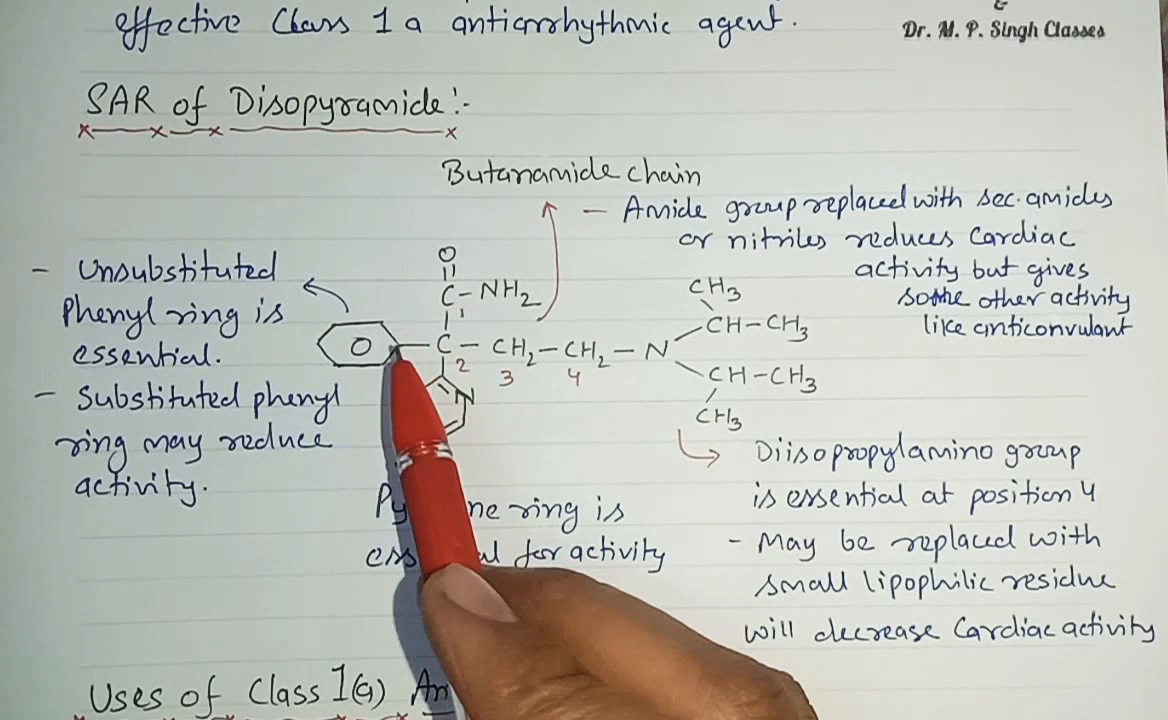 effective Class 1 a antiarrhythmic agent.
&
Dr. M. P. Singh Classes
SAR of Disopyramide:-
Butanamide chain
- Amide group replaced with sec. amides
or nitriles reduces Cardiac
activity but gives
some other activity
like anticonvulant
- Unsubstituted
Phenyl ring is
essential.
- Substituted phenyl
ring may reduce
activity.
O
C-NH2
1
C-CH2-CH2-N
2 3 4
CH3
CH-CH3
CH-CH3
CH3
N
ring is
for activity
Diisopropylamino group
is essential at position 4
- May be replaced with
small lipophilic residue
will decrease Cardiac activity
Uses of Class 1(a) An